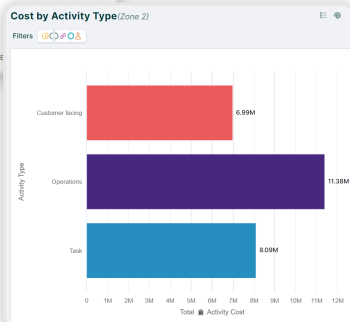 Cost by Activity Type(Zone 2)
Filters
Customer facing
6.99M
Activity Type
Operations
11.38M
Task
8.09M
0 1M 2M 3M 4M 5M 6M 7M 8M 9M 10M 11M 12M
Total Activity Cost